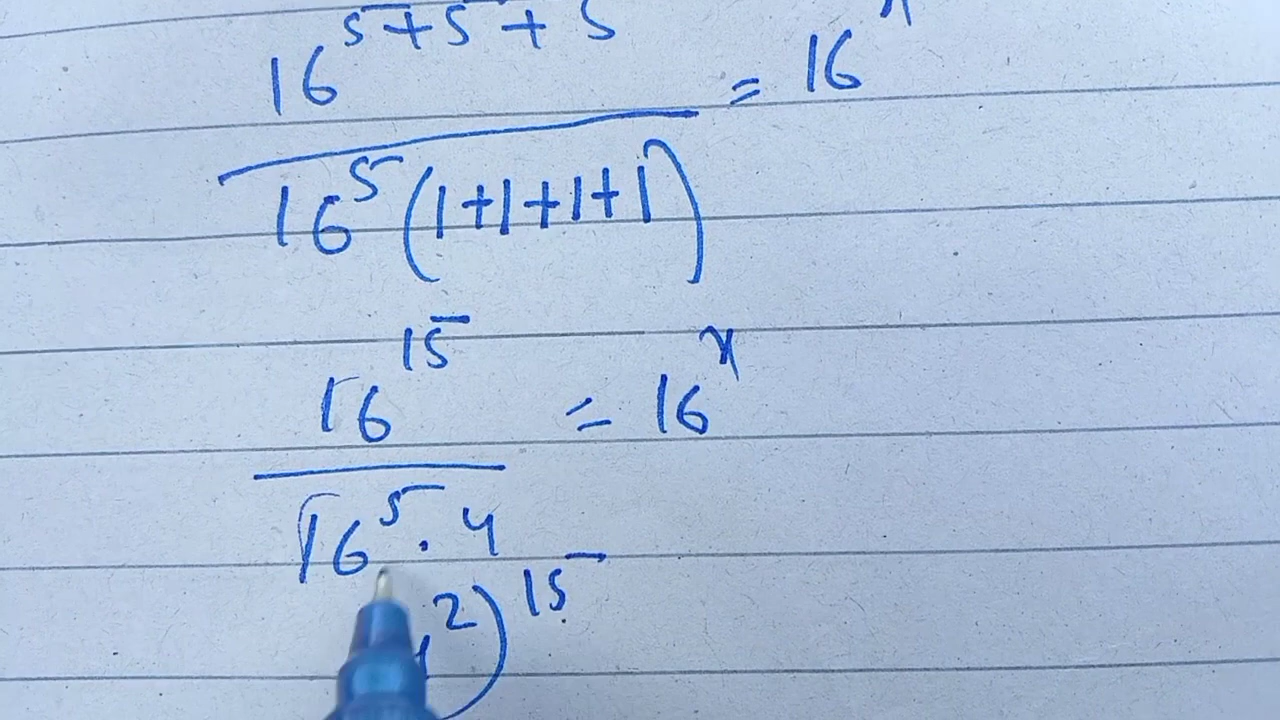 16^5+5+5 = 16^x
16^5(1+1+1+1)
16^15 = 16^x
16^5 · 4
^2)^15